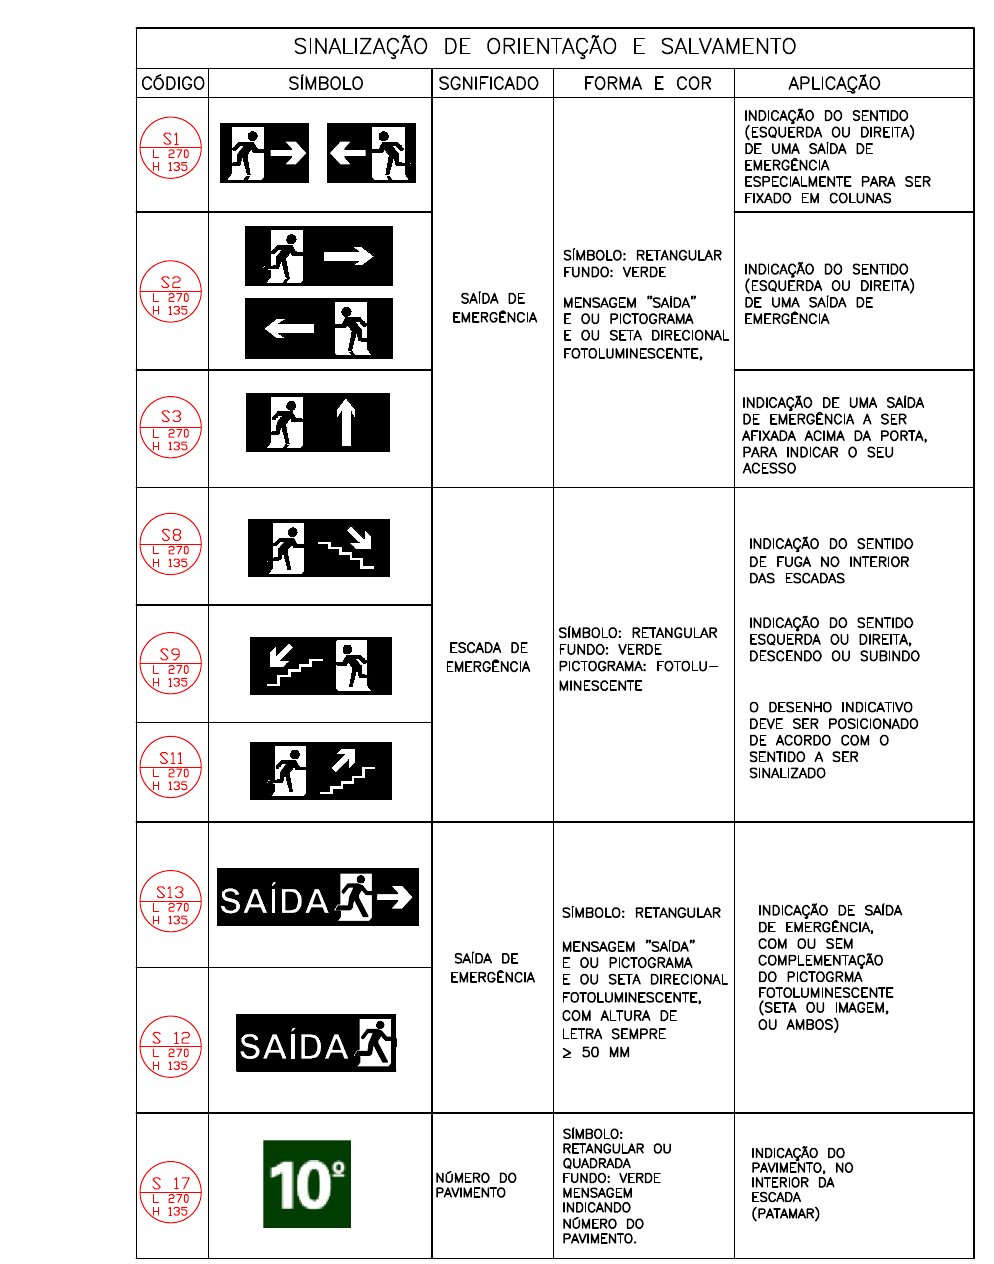 SINALIZAÇÃO DE ORIENTAÇÃO E SALVAMENTO
CÓDIGO SÍMBOLO SGNIFICADO FORMA E COR APLICAÇÃO
S1
L 270
H 135
INDICAÇÃO DO SENTIDO
(ESQUERDA OU DIREITA)
DE UMA SAÍDA DE
EMERGÊNCIA
ESPECIALMENTE PARA SER
FIXADO EM COLUNAS
S2
L 270
H 135
SAÍDA DE
EMERGÊNCIA
SÍMBOLO: RETANGULAR
FUNDO: VERDE
MENSAGEM "SAÍDA"
E OU PICTOGRAMA
E OU SETA DIRECIONAL
FOTOLUMINESCENTE,
INDICAÇÃO DO SENTIDO
(ESQUERDA OU DIREITA)
DE UMA SAÍDA DE
EMERGÊNCIA
S3
L 270
H 135
INDICAÇÃO DE UMA SAÍDA
DE EMERGÊNCIA A SER
AFIXADA ACIMA DA PORTA,
PARA INDICAR O SEU
ACESSO
S8
L 270
H 135
S9
L 270
H 135
S11
L 270
H 135
ESCADA DE
EMERGÊNCIA
SÍMBOLO: RETANGULAR
FUNDO: VERDE
PICTOGRAMA: FOTOLU-
MINESCENTE
INDICAÇÃO DO SENTIDO
DE FUGA NO INTERIOR
DAS ESCADAS
INDICAÇÃO DO SENTIDO
ESQUERDA OU DIREITA,
DESCENDO OU SUBINDO
O DESENHO INDICATIVO
DEVE SER POSICIONADO
DE ACORDO COM O
SENTIDO A SER
SINALIZADO
S13
L 270
H 135
SAÍDA
S 12
L 270
H 135
SAÍDA
SAÍDA DE
EMERGÊNCIA
SÍMBOLO: RETANGULAR
MENSAGEM "SAÍDA"
E OU PICTOGRAMA
E OU SETA DIRECIONAL
FOTOLUMINESCENTE,
COM ALTURA DE
LETRA SEMPRE
≥ 50 MM
INDICAÇÃO DE SAÍDA
DE EMERGÊNCIA,
COM OU SEM
COMPLEMENTAÇÃO
DO PICTOGRMA
FOTOLUMINESCENTE
(SETA OU IMAGEM,
OU AMBOS)
S 17
L 270
H 135
10º
NÚMERO DO
PAVIMENTO
SÍMBOLO:
RETANGULAR OU
QUADRADA
FUNDO: VERDE
MENSAGEM
INDICANDO
NÚMERO DO
PAVIMENTO.
INDICAÇÃO DO
PAVIMENTO, NO
INTERIOR DA
ESCADA
(PATAMAR)